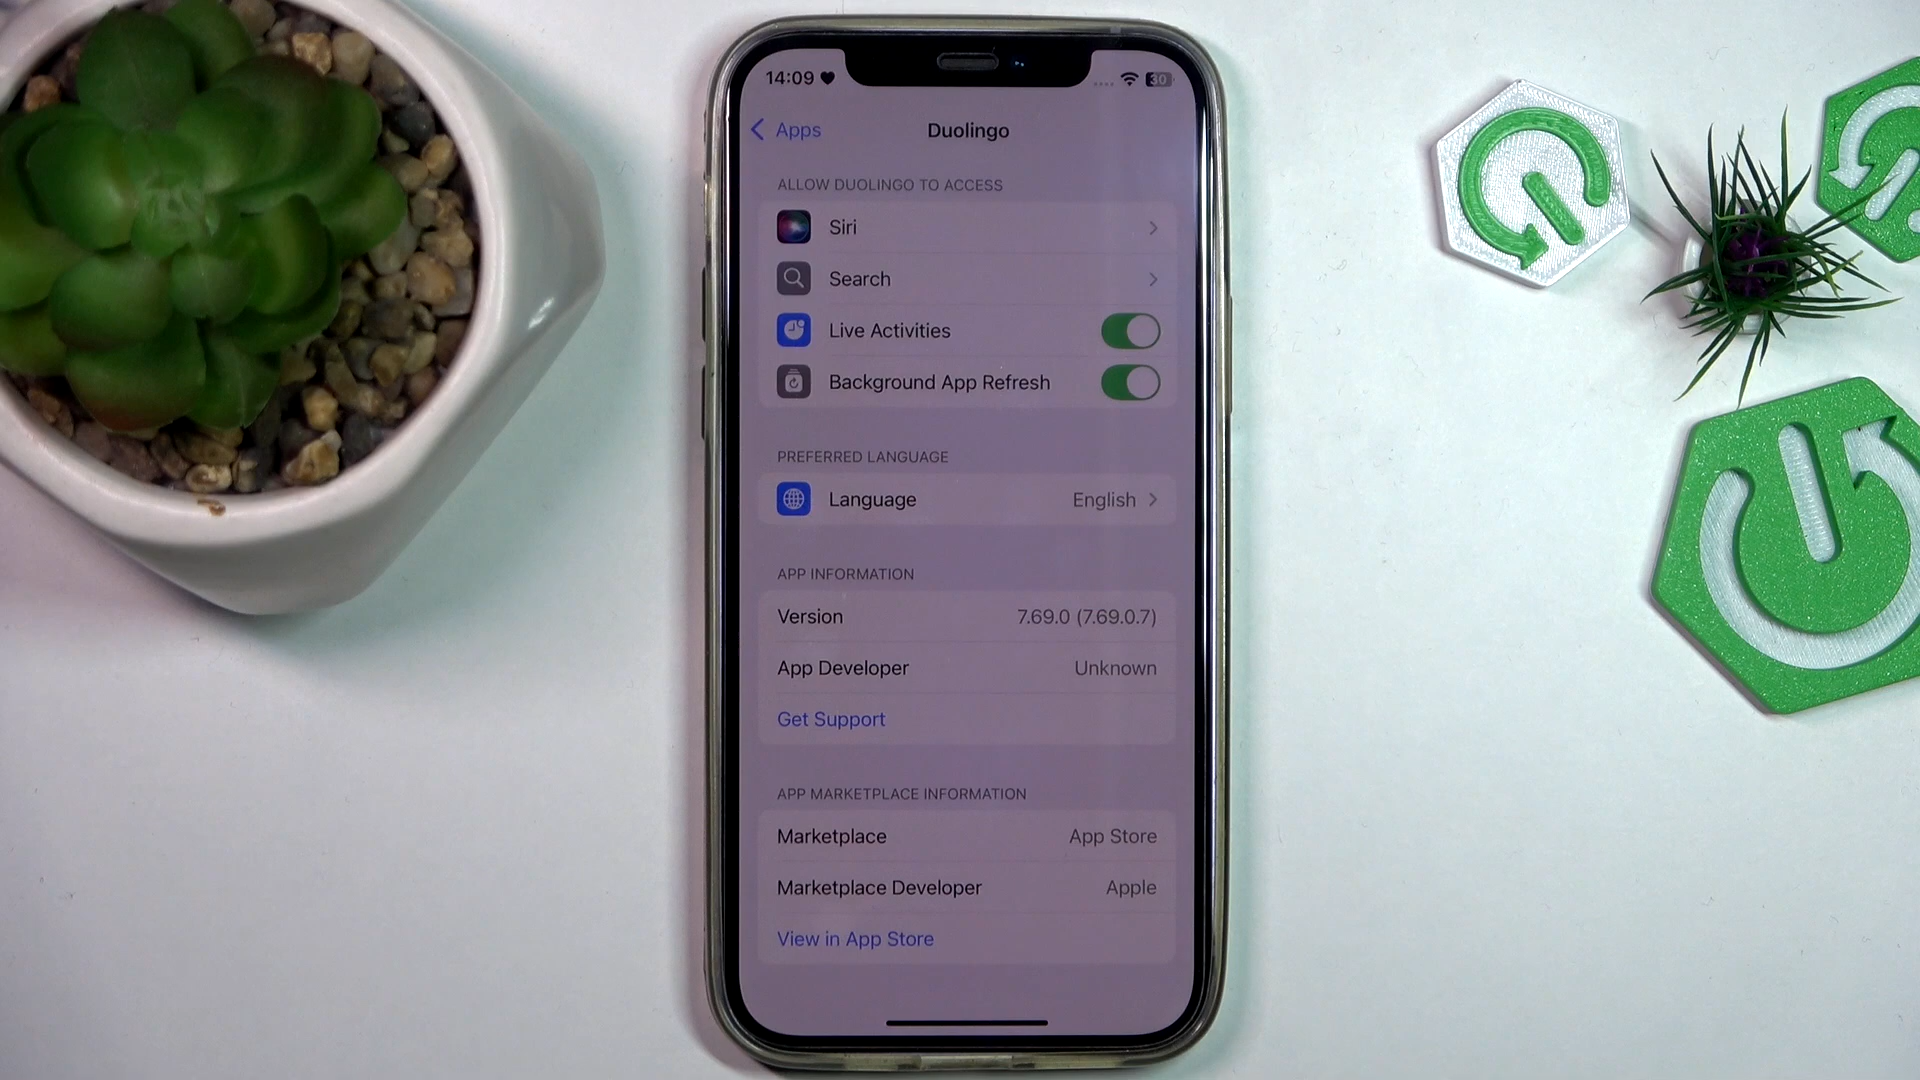 14:09
30
Apps
Duolingo
ALLOW DUOLINGO TO ACCESS
Siri
Search
Live Activities
Background App Refresh
PREFERRED LANGUAGE
Language English
APP INFORMATION
Version 7.69.0 (7.69.0.7)
App Developer Unknown
Get Support
APP MARKETPLACE INFORMATION
Marketplace App Store
Marketplace Developer Apple
View in App Store